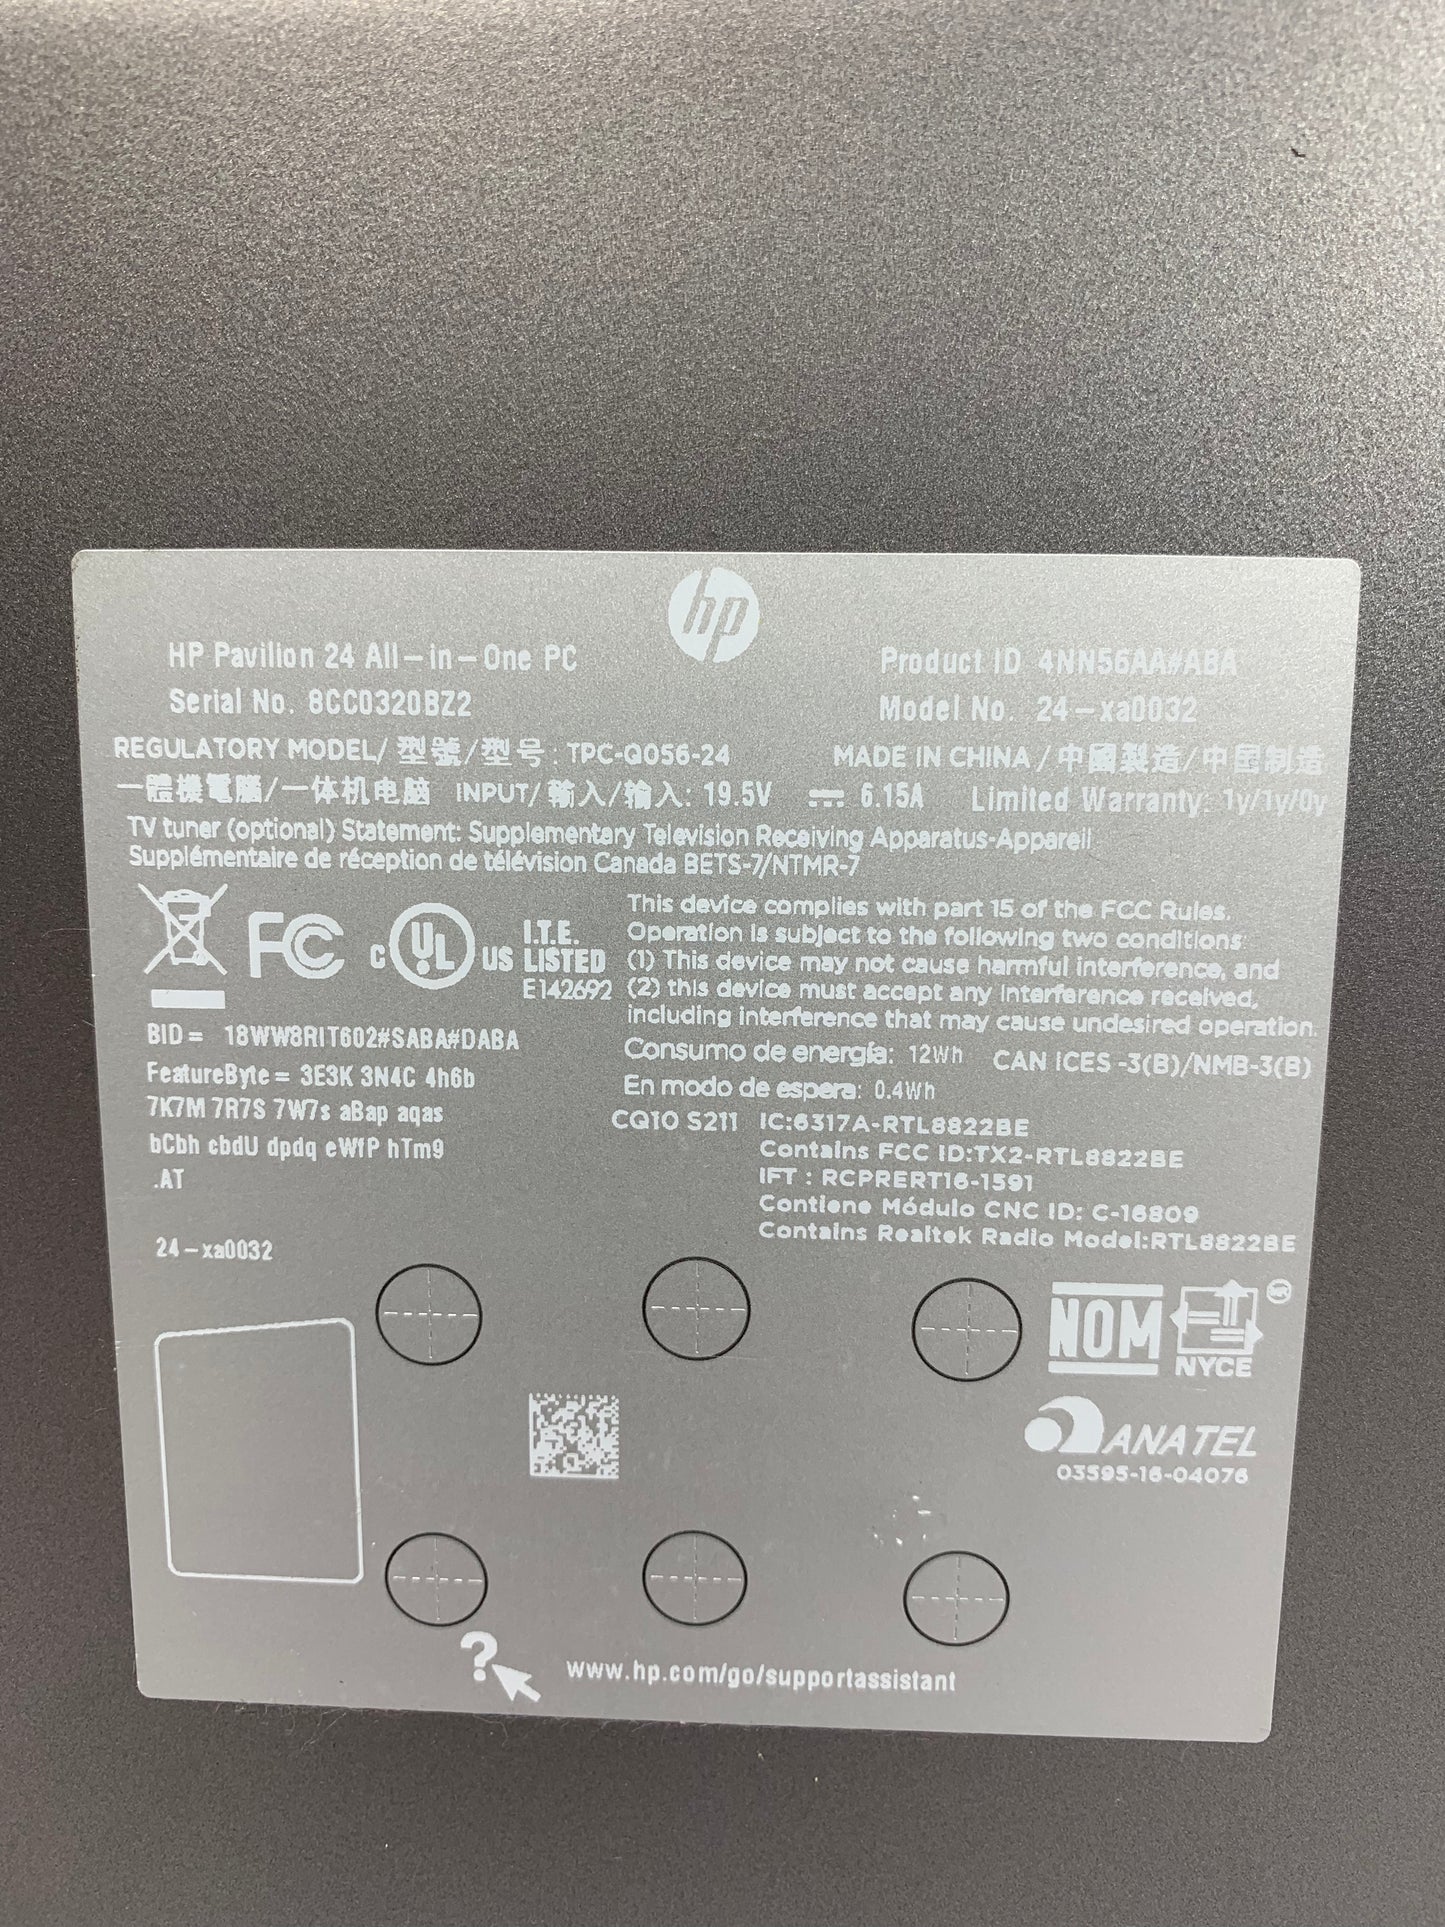 hp
HP Pavilion 24 All-in-One PC
Product ID 4NN56AA#ABA
Serial No. 8CC0320BZ2
Model No. 24-xa0032
REGULATORY MODEL/型號/型号: TPC-Q056-24
MADE IN CHINA/中國製造/中国制造
一體機電腦/一体机电脑 INPUT/輸入/输入: 19.5V ⎓ 6.15A Limited Warranty: 1y/1y/0y
TV tuner (optional) Statement: Supplementary Television Receiving Apparatus-Appareil
Supplémentaire de réception de télévision Canada BETS-7/NTMR-7
FC
C UL US I.T.E. LISTED E142692
This device complies with part 15 of the FCC Rules.
Operation is subject to the following two conditions:
(1) This device may not cause harmful interference, and
(2) this device must accept any interference received,
including interference that may cause undesired operation.
BID= 18WW8RIT602#SABA#DABA
FeatureByte= 3E3K 3N4C 4h6b
7K7M 7R7S 7W7s aBap aqas
bCbh cbdU dpdq eWfP hTm9
.AT
Consumo de energía: 12Wh CAN ICES -3(B)/NMB-3(B)
En modo de espera: 0.4Wh
CQ10 S211 IC:6317A-RTL8822BE
Contains FCC ID:TX2-RTL8822BE
IFT : RCPRERT16-1591
Contiene Módulo CNC ID: C-16809
Contains Realtek Radio Model:RTL8822BE
24-xa0032
NOM
NYCE
ANATEL
03595-16-04076
?
www.hp.com/go/supportassistant